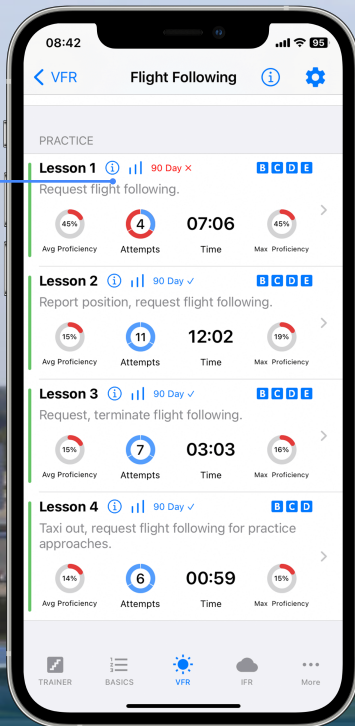 08:42
95
VFR
Flight Following
PRACTICE
Lesson 1 90 Day × B C D E
Request flight following.
45% 4 07:06 45%
Avg Proficiency Attempts Time Max Proficiency
Lesson 2 90 Day ✓ B C D E
Report position, request flight following.
15% 11 12:02 19%
Avg Proficiency Attempts Time Max Proficiency
Lesson 3 90 Day ✓ B C D E
Request, terminate flight following.
15% 7 03:03 16%
Avg Proficiency Attempts Time Max Proficiency
Lesson 4 90 Day ✓ B C D
Taxi out, request flight following for practice
approaches.
14% 6 00:59 15%
Avg Proficiency Attempts Time Max Proficiency
TRAINER BASICS VFR IFR More